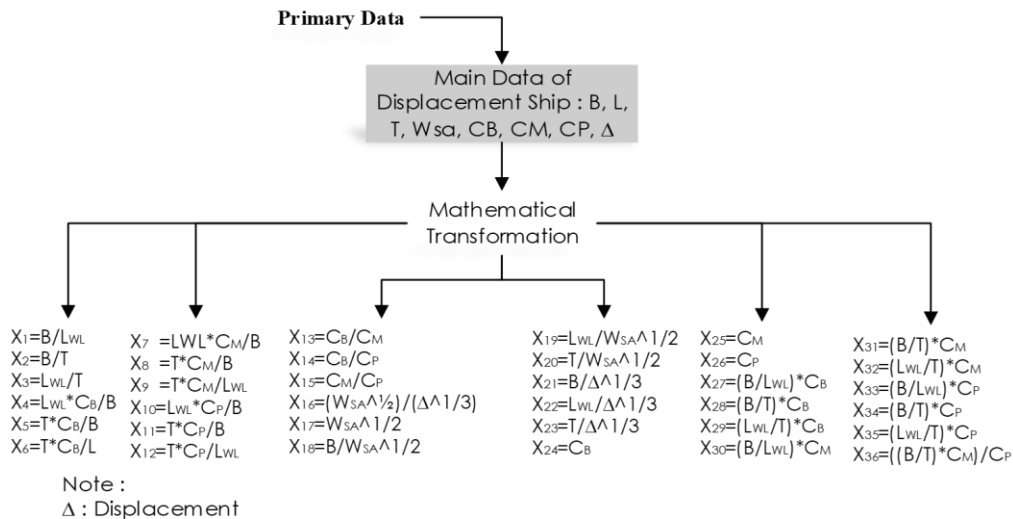 Primary Data
Main Data of
Displacement Ship : B, L,
T, Wsa, CB, CM, CP, Δ
Mathematical
Transformation
X1=B/LWL
X2=B/T
X3=LWL/T
X4=LWL*CB/B
X5=T*CB/B
X6=T*CB/L
X7 =LWL*CM/B
X8 =T*CM/B
X9 =T*CM/LWL
X10=LWL*CP/B
X11=T*CP/B
X12=T*CP/LWL
X13=CB/CM
X14=CB/CP
X15=CM/CP
X16=(WSA^½)/(Δ^1/3)
X17=WSA^1/2
X18=B/WSA^1/2
X19=LWL/WSA^1/2
X20=T/WSA^1/2
X21=B/Δ^1/3
X22=LWL/Δ^1/3
X23=T/Δ^1/3
X24=CB
X25=CM
X26=CP
X27=(B/LWL)*CB
X28=(B/T)*CB
X29=(LWL/T)*CB
X30=(B/LWL)*CM
X31=(B/T)*CM
X32=(LWL/T)*CM
X33=(B/LWL)*CP
X34=(B/T)*CP
X35=(LWL/T)*CP
X36=((B/T)*CM)/CP
Note :
Δ : Displacement